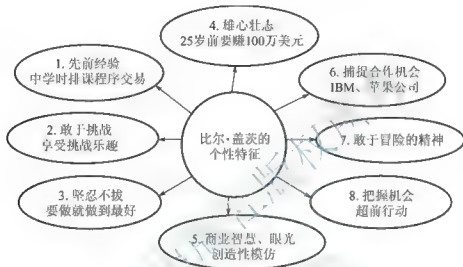 4. 雄心壮志
25岁前要赚100万美元
1. 先前经验
中学时排课程序交易
6. 捕捉合作机会
IBM、苹果公司
2. 敢于挑战
享受挑战乐趣
比尔·盖茨的
个性特征
7. 敢于冒险的精神
3. 坚忍不拔
要做就做到最好
8. 把握机会
超前行动
5. 商业智慧、眼光
创造性模仿